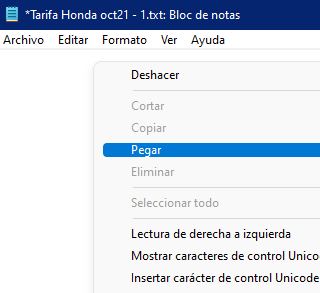 *Tarifa Honda oct21 - 1.txt: Bloc de notas
Archivo Editar Formato Ver Ayuda
Deshacer
Cortar
Copiar
Pegar
Eliminar
Seleccionar todo
Lectura de derecha a izquierda
Mostrar caracteres de control Unico
Insertar carácter de control Unicode